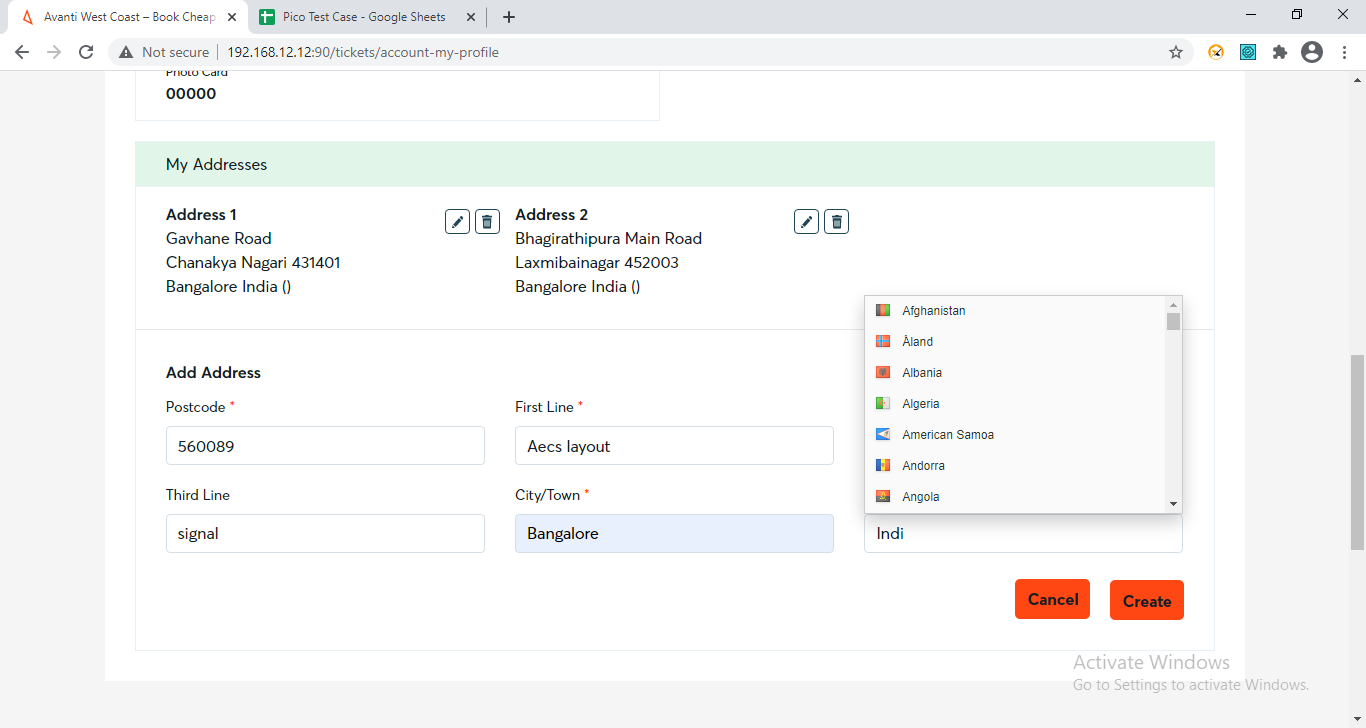 Avanti West Coast – Book Cheap
Pico Test Case - Google Sheets
Not secure
192.168.12.12:90/tickets/account-my-profile
Photo Card
00000
My Addresses
Address 1
Gavhane Road
Chanakya Nagari 431401
Bangalore India ()
Address 2
Bhagirathipura Main Road
Laxmibainagar 452003
Bangalore India ()
Add Address
Postcode *
560089
First Line *
Aecs layout
Third Line
signal
City/Town *
Bangalore
Afghanistan
Åland
Albania
Algeria
American Samoa
Andorra
Angola
Indi
Cancel
Create
Activate Windows
Go to Settings to activate Windows.